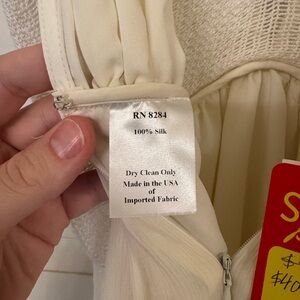 RN 8284
100% Silk
Dry Clean Only
Made in the USA
of
Imported Fabric